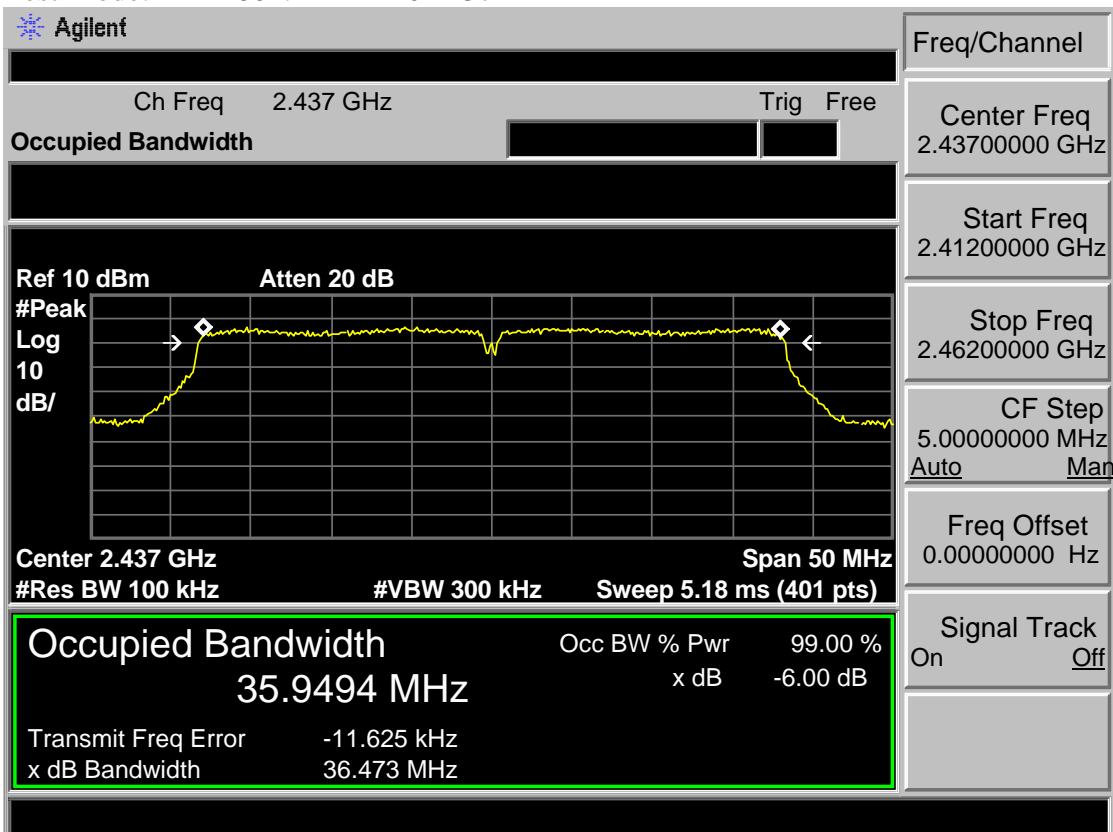 Agilent
Freq/Channel
Ch Freq 2.437 GHz Trig Free
Occupied Bandwidth
Center Freq
2.43700000 GHz
Start Freq
2.41200000 GHz
Stop Freq
2.46200000 GHz
CF Step
5.00000000 MHz
Auto Man
Freq Offset
0.00000000 Hz
Signal Track
On Off
Ref 10 dBm Atten 20 dB
#Peak
Log
10
dB/
Center 2.437 GHz Span 50 MHz
#Res BW 100 kHz #VBW 300 kHz Sweep 5.18 ms (401 pts)
Occupied Bandwidth Occ BW % Pwr 99.00 %
35.9494 MHz x dB -6.00 dB
Transmit Freq Error -11.625 kHz
x dB Bandwidth 36.473 MHz